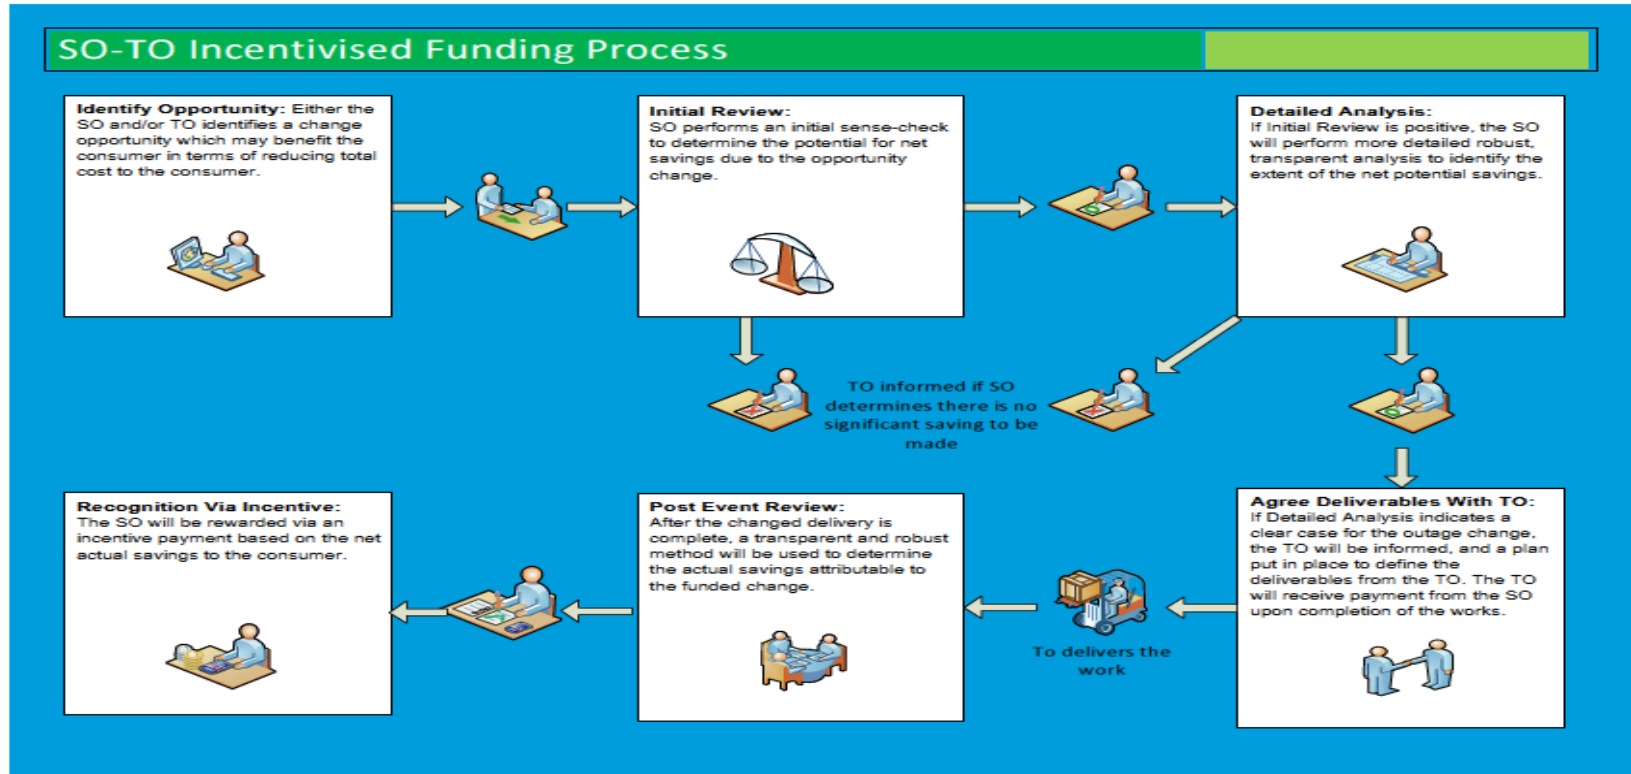 SO-TO Incentivised Funding Process
Identify Opportunity: Either the
SO and/or TO identifies a change
opportunity which may benefit the
consumer in terms of reducing total
cost to the consumer.
Initial Review:
SO performs an initial sense-check
to determine the potential for net
savings due to the opportunity
change.
Detailed Analysis:
If Initial Review is positive, the SO
will perform more detailed robust,
transparent analysis to identify the
extent of the net potential savings.
TO informed if SO
determines there is no
significant saving to be
made
Agree Deliverables With TO:
If Detailed Analysis indicates a
clear case for the outage change,
the TO will be informed, and a plan
put in place to define the
deliverables from the TO. The TO
will receive payment from the SO
upon completion of the works.
To delivers the
work
Post Event Review:
After the changed delivery is
complete, a transparent and robust
method will be used to determine
the actual savings attributable to
the funded change.
Recognition Via Incentive:
The SO will be rewarded via an
incentive payment based on the net
actual savings to the consumer.